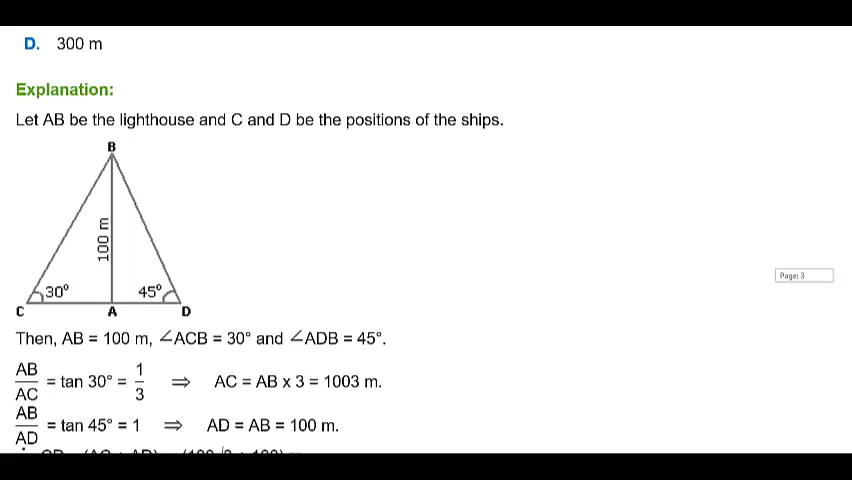 D. 300 m
Explanation:
Let AB be the lighthouse and C and D be the positions of the ships.
B
100 m
30°
45°
C
A
D
Page: 3
Then, AB = 100 m, ∠ACB = 30° and ∠ADB = 45°.
AB
AC
= tan 30° =
1
3
⇒ AC = AB x 3 = 1003 m.
AB
AD
= tan 45° = 1 ⇒ AD = AB = 100 m.